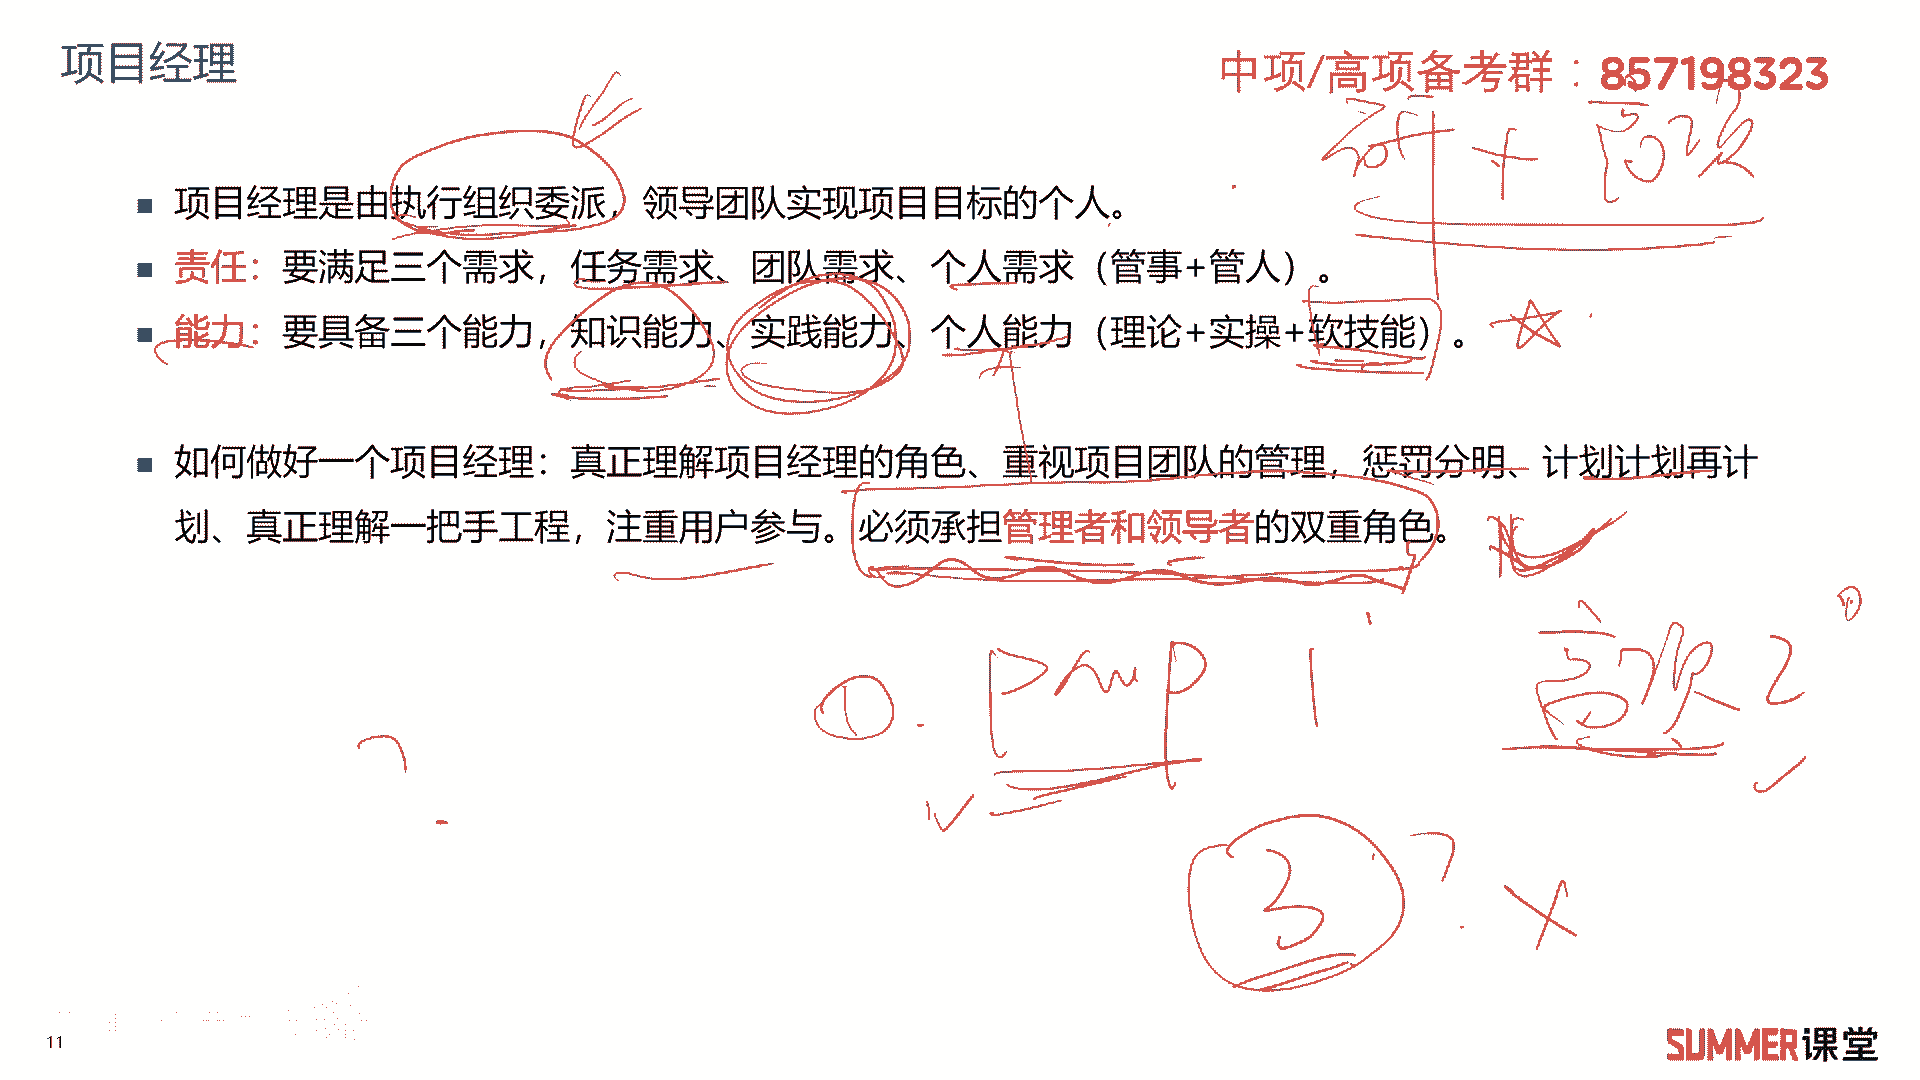 项目经理
中项/高项备考群：857198323
研 + 高项
■ 项目经理是由执行组织委派，领导团队实现项目目标的个人。
■ 责任：要满足三个需求，任务需求、团队需求、个人需求（管事+管人）。
■ 能力：要具备三个能力，知识能力、实践能力、个人能力（理论+实操+软技能）。
■ 如何做好一个项目经理：真正理解项目经理的角色、重视项目团队的管理，惩罚分明、计划计划再计
划、真正理解一把手工程，注重用户参与。必须承担管理者和领导者的双重角色。
① . PMP 1 高项 2
3 ?
11
SUMMER课堂